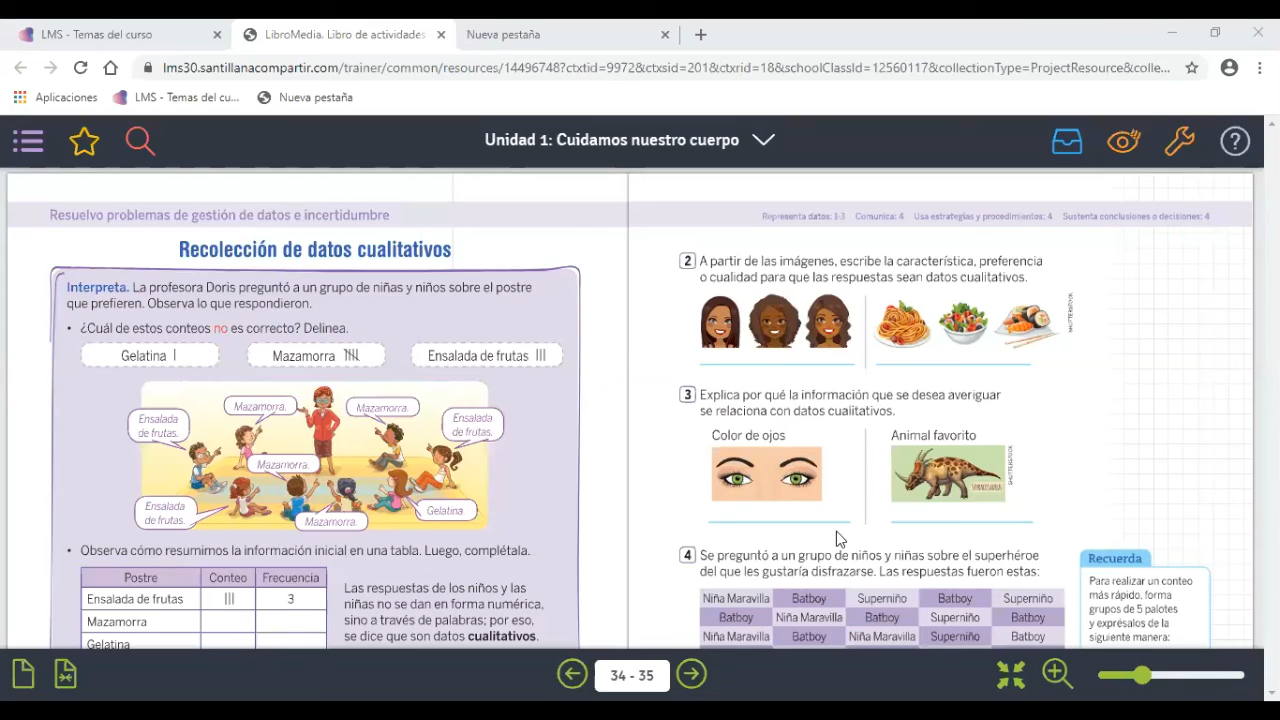 LMS - Temas del curso
LibroMedia. Libro de actividades
Nueva pestaña
lms30.santillanacompartir.com/trainer/common/resources/14496748?ctxtid=9972&ctxsid=201&ctxrid=18&schoolClassId=12560117&collectionType=ProjectResource&colle...
Aplicaciones
LMS - Temas del cu...
Nueva pestaña
Unidad 1: Cuidamos nuestro cuerpo
Resuelvo problemas de gestión de datos e incertidumbre
Recolección de datos cualitativos
Interpreta. La profesora Doris preguntó a un grupo de niñas y niños sobre el postre
que prefieren. Observa lo que respondieron.
• ¿Cuál de estos conteos no es correcto? Delinea.
Gelatina |
Mazamorra
Ensalada de frutas |||
Mazamorra.
Mazamorra.
Ensalada
de frutas.
Ensalada
de frutas.
Mazamorra.
Ensalada
de frutas.
Mazamorra.
Gelatina
• Observa cómo resumimos la información inicial en una tabla. Luego, complétala.
Postre Conteo Frecuencia
Ensalada de frutas ||| 3
Mazamorra
Gelatina
Las respuestas de los niños y las
niñas no se dan en forma numérica,
sino a través de palabras; por eso,
se dice que son datos cualitativos.
Representa datos: 1-3 Comunica: 4 Usa estrategias y procedimientos: 4 Sustenta conclusiones o decisiones: 4
2 A partir de las imágenes, escribe la característica, preferencia
o cualidad para que las respuestas sean datos cualitativos.
SHUTTERSTOCK
3 Explica por qué la información que se desea averiguar
se relaciona con datos cualitativos.
Color de ojos
Animal favorito
SHUTTERSTOCK
4 Se preguntó a un grupo de niños y niñas sobre el superhéroe
del que les gustaría disfrazarse. Las respuestas fueron estas:
Niña Maravilla Batboy Superniño Batboy Superniño
Batboy Niña Maravilla Batboy Superniño Batboy
Niña Maravilla Batboy Niña Maravilla Superniño Batboy
Recuerda
Para realizar un conteo
más rápido, forma
grupos de 5 palotes
y exprésalos de la
siguiente manera:
34 - 35